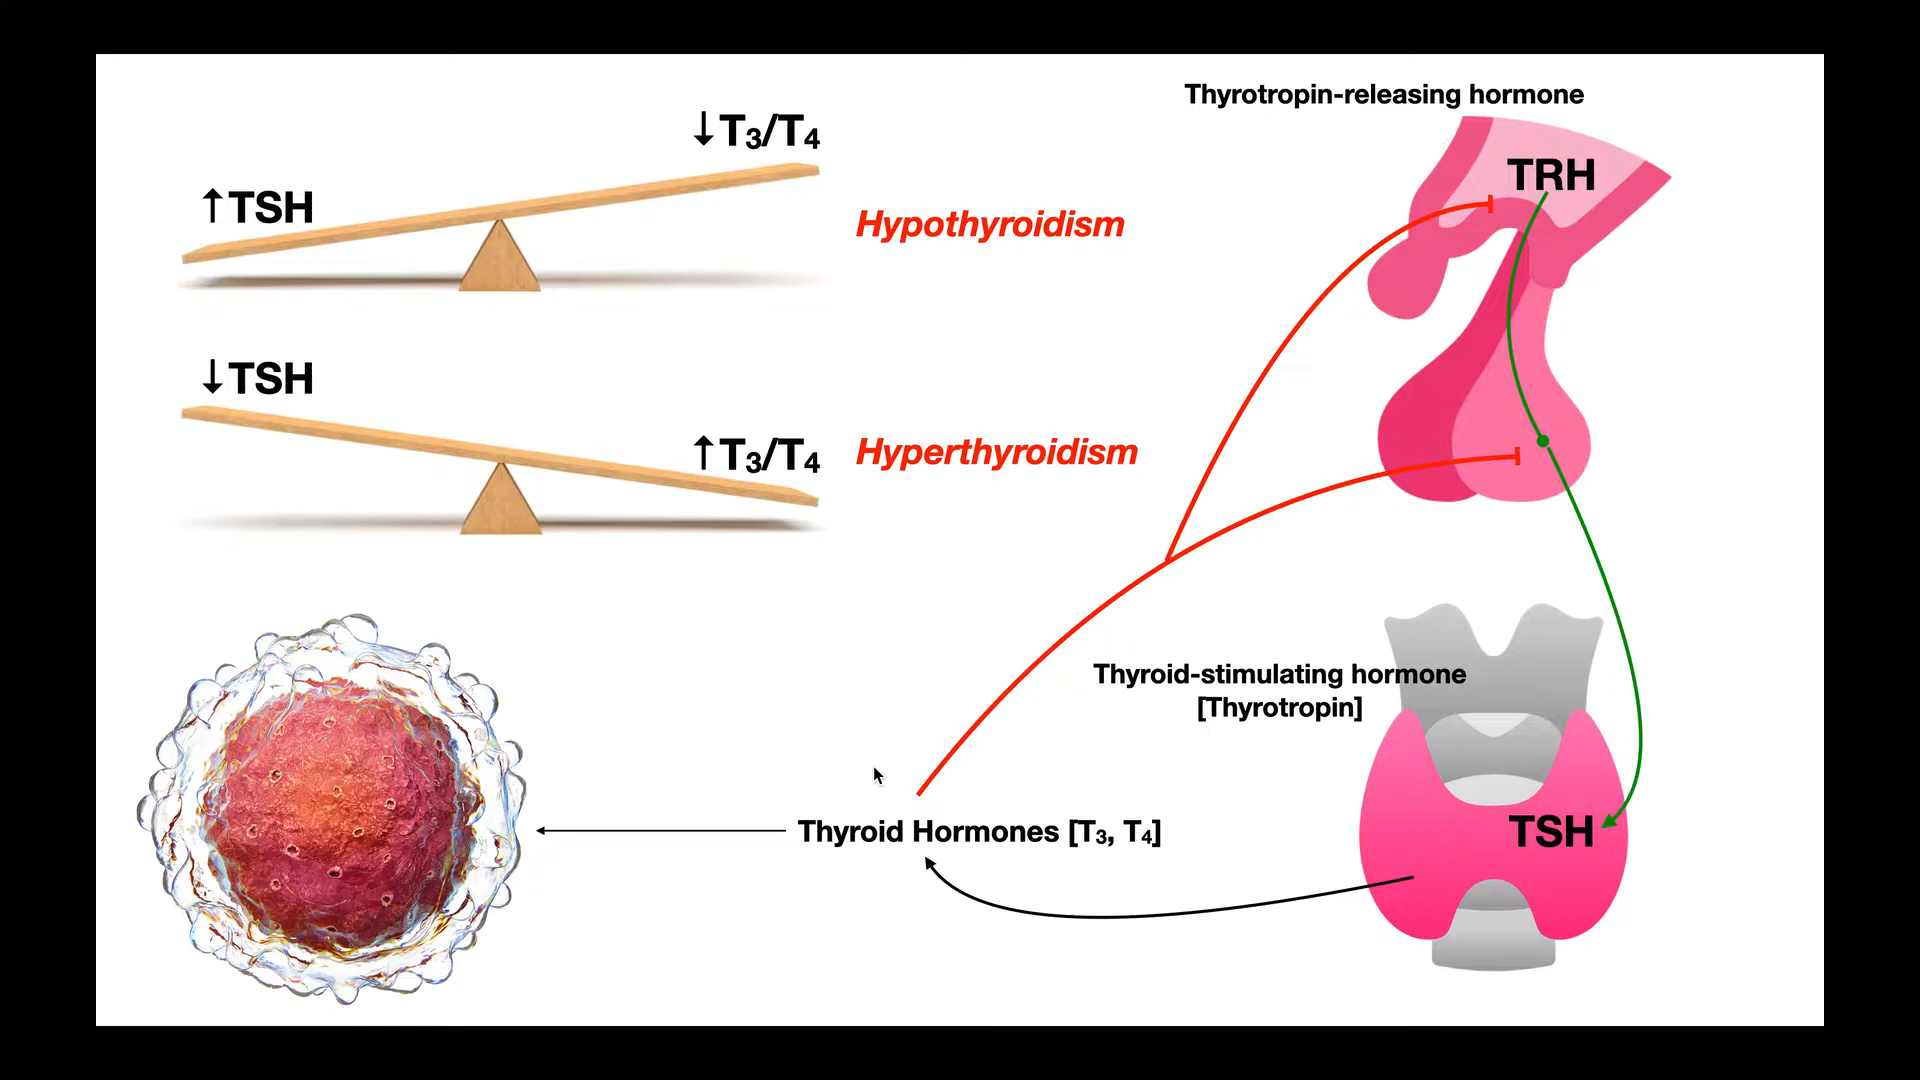 ↓T₃/T₄
↑TSH
Hypothyroidism
↓TSH
↑T₃/T₄
Hyperthyroidism
Thyrotropin-releasing hormone
TRH
Thyroid-stimulating hormone
[Thyrotropin]
TSH
Thyroid Hormones [T₃, T₄]